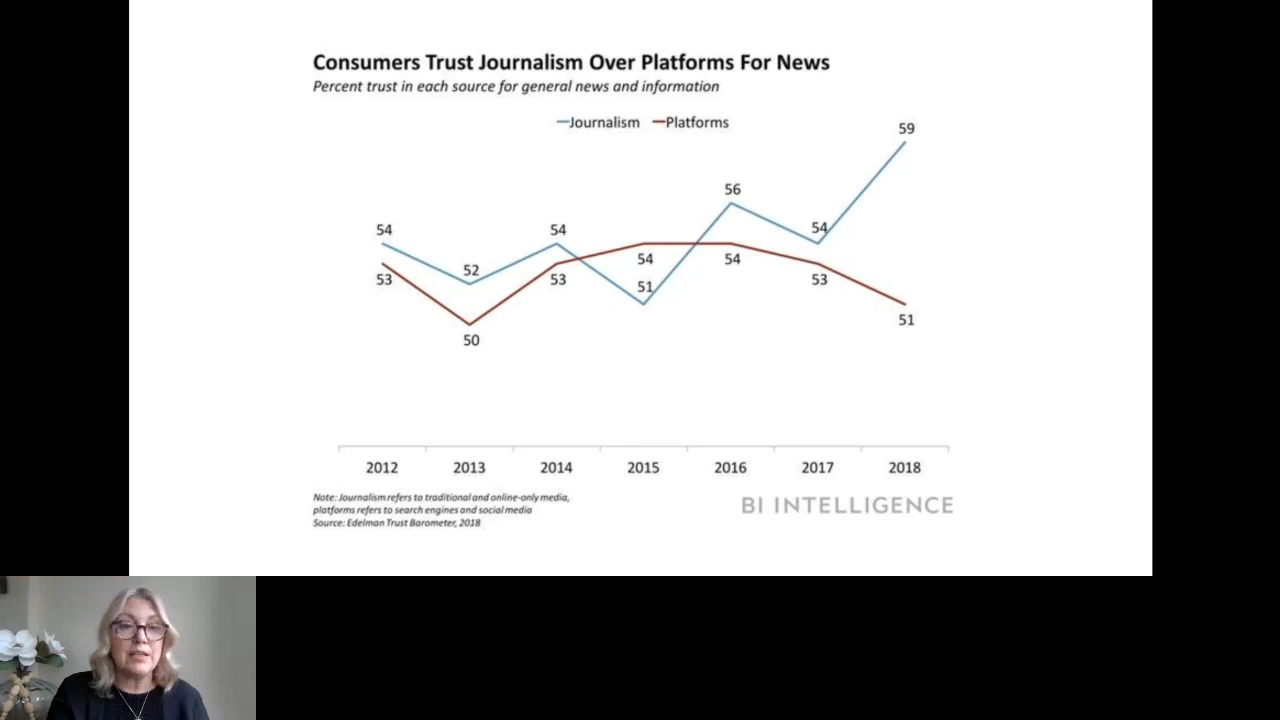 Consumers Trust Journalism Over Platforms For News
Percent trust in each source for general news and information
Journalism Platforms
59
56
54 54 54
52
53 53 54 54 53
51
50
51
2012 2013 2014 2015 2016 2017 2018
Note: Journalism refers to traditional and online-only media,
platforms refers to search engines and social media
Source: Edelman Trust Barometer, 2018
BI INTELLIGENCE